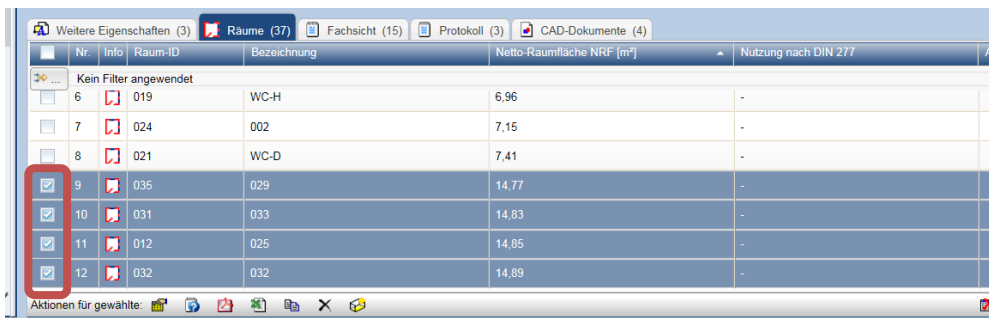 Weitere Eigenschaften (3) Räume (37) Fachsicht (15) Protokoll (3) CAD-Dokumente (4)
Nr. Info Raum-ID Bezeichnung Netto-Raumfläche NRF [m²] Nutzung nach DIN 277
... Kein Filter angewendet
6 019 WC-H 6,96 -
7 024 002 7,15 -
8 021 WC-D 7,41 -
9 035 029 14,77 -
10 031 033 14,83 -
11 012 025 14,85 -
12 032 032 14,89 -
Aktionen für gewählte: